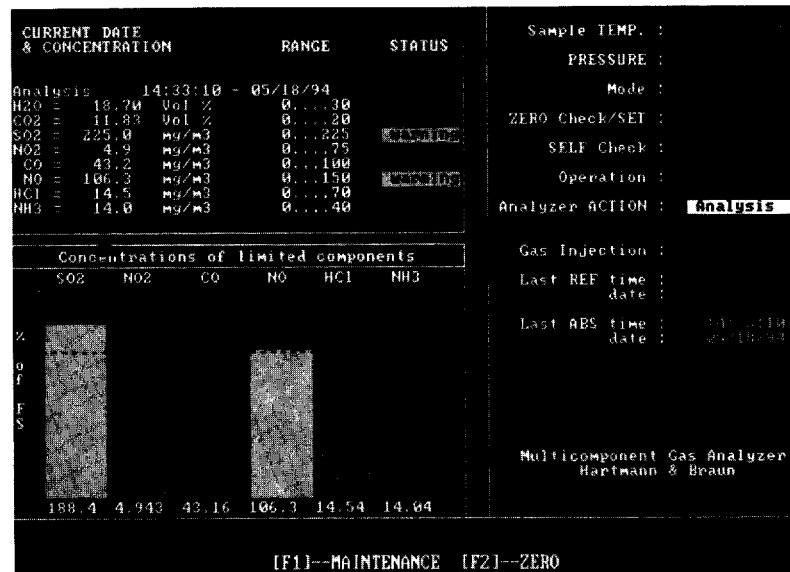 CURRENT DATE
& CONCENTRATION RANGE STATUS
Analysis 14:33:10 - 05/18/94
H2O = 18.70 Vol % 0....30
CO2 = 11.83 Vol % 0....20
SO2 = 225.0 mg/m3 0....225 WARNING
NO2 = 4.9 mg/m3 0....75
CO = 43.2 mg/m3 0....100
NO = 106.3 mg/m3 0....150 WARNING
HCl = 14.5 mg/m3 0....70
NH3 = 14.0 mg/m3 0....40
Concentrations of limited components
SO2 NO2 CO NO HCl NH3
% of FS
188.4 4.943 43.16 106.3 14.54 14.04
Sample TEMP. :
PRESSURE :
Mode :
ZERO Check/SET :
SELF Check :
Operation :
Analyzer ACTION : Analysis
Gas Injection :
Last REF time :
date :
Last ABS time :
date :
Multicomponent Gas Analyzer
Hartmann & Braun
[F1]--MAINTENANCE [F2]--ZERO